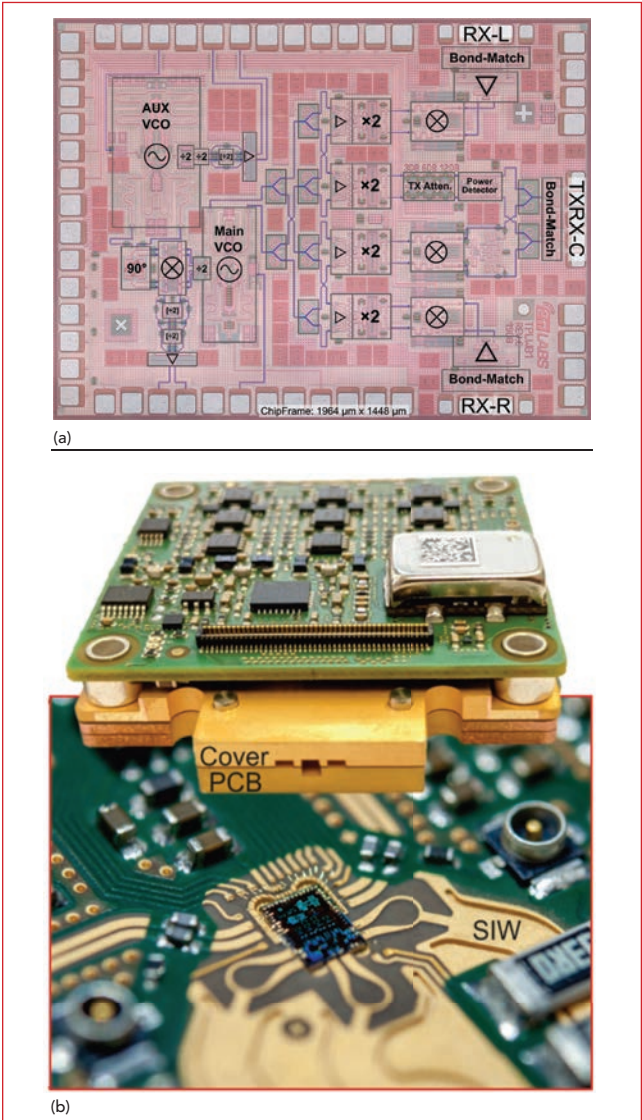 RX-L
Bond-Match
AUX
VCO
÷2 ÷2 [÷2]
×2
×2
TX Atten.
Power
Detector
Bond-Match
TXRX-C
Main
VCO
90°
÷2
×2
[÷2]
[÷2]
×2
LABS
Bond-Match
RX-R
ChipFrame: 1964 µm x 1448 µm
(a)
Cover
PCB
SIW
(b)